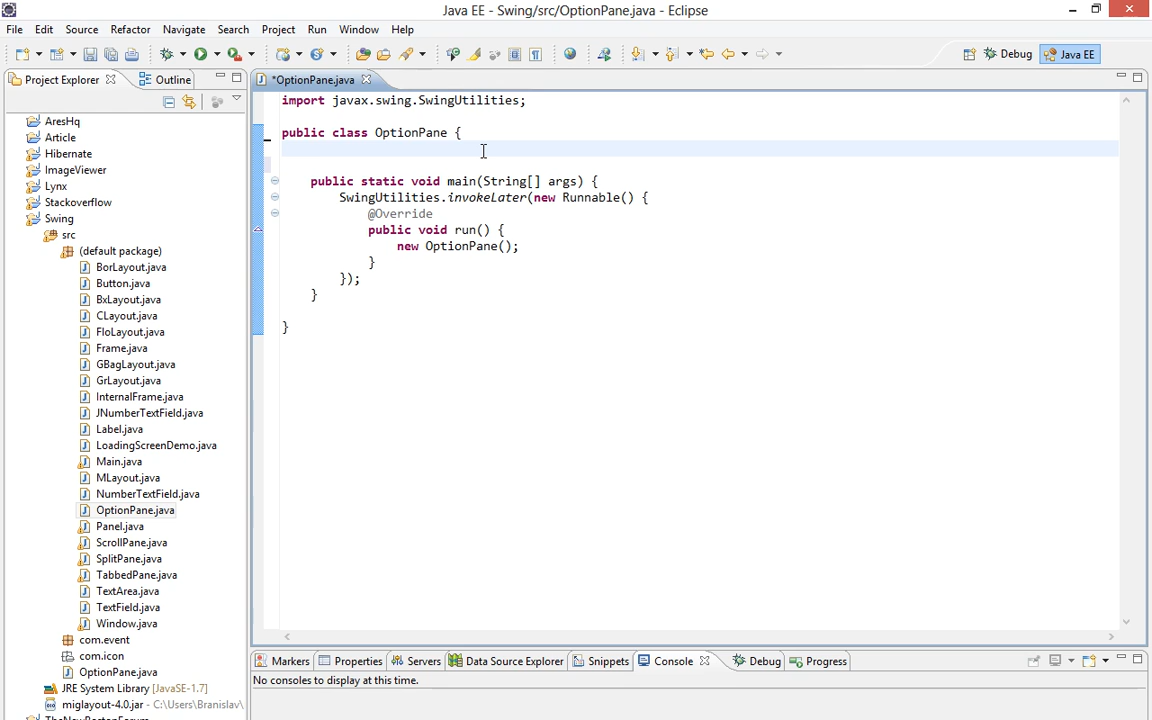 Java EE - Swing/src/OptionPane.java - Eclipse
File Edit Source Refactor Navigate Search Project Run Window Help
Debug Java EE
Project Explorer Outline
*OptionPane.java
AresHq
Article
Hibernate
ImageViewer
Lynx
Stackoverflow
Swing
src
(default package)
BorLayout.java
Button.java
BxLayout.java
CLayout.java
FloLayout.java
Frame.java
GBagLayout.java
GrLayout.java
InternalFrame.java
JNumberTextField.java
Label.java
LoadingScreenDemo.java
Main.java
MLayout.java
NumberTextField.java
OptionPane.java
Panel.java
ScrollPane.java
SplitPane.java
TabbedPane.java
TextArea.java
TextField.java
Window.java
com.event
com.icon
OptionPane.java
JRE System Library [JavaSE-1.7]
miglayout-4.0.jar - C:\Users\Branislav\
TheNewBostonForum
import javax.swing.SwingUtilities;
public class OptionPane {
public static void main(String[] args) {
SwingUtilities.invokeLater(new Runnable() {
@Override
public void run() {
new OptionPane();
}
});
}
}
Markers Properties Servers Data Source Explorer Snippets Console Debug Progress
No consoles to display at this time.